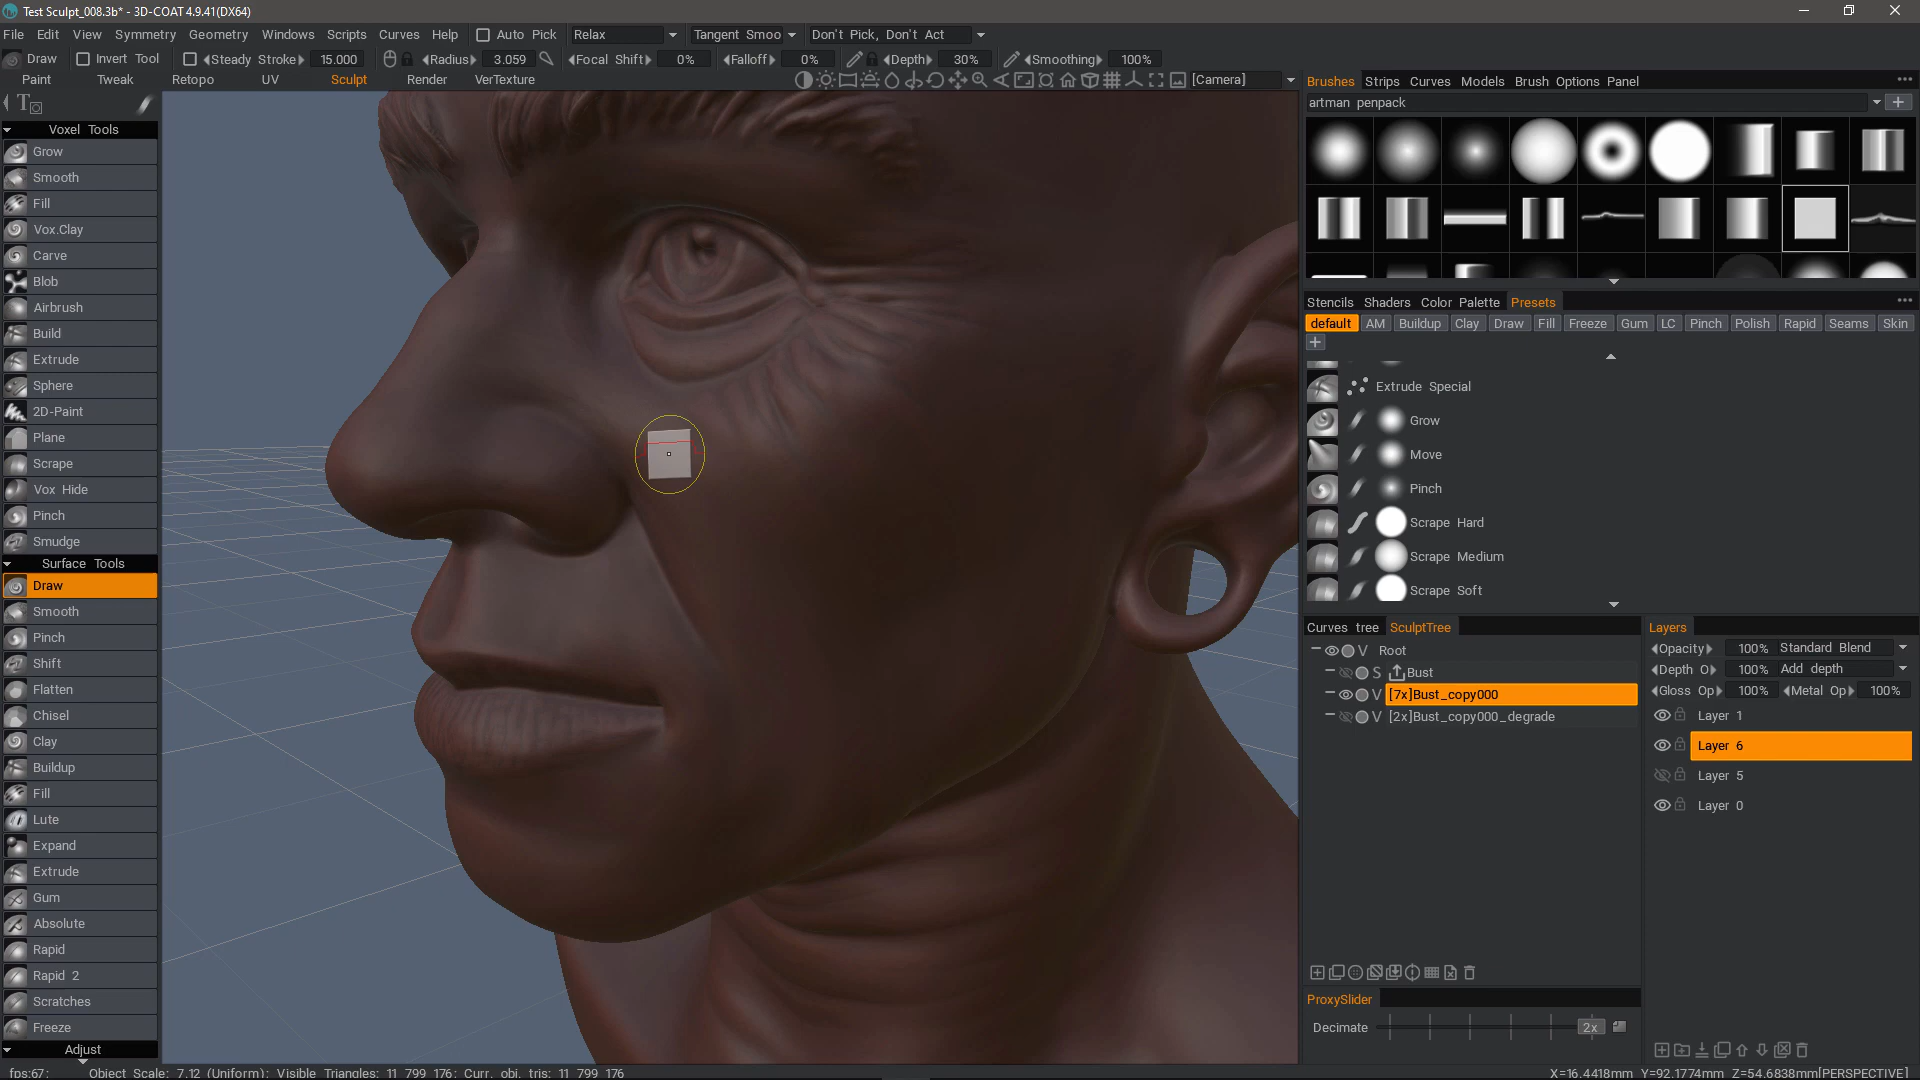 Test Sculpt_008.3b* - 3D-COAT 4.9.41(DX64)
File Edit View Symmetry Geometry Windows Scripts Curves Help Auto Pick Relax Tangent Smoo Don't Pick, Don't Act
Draw Invert Tool Steady Stroke 15.000 Radius 3.059 Focal Shift 0% Falloff 0% Depth 30% Smoothing 100%
Paint Tweak Retopo UV Sculpt Render VerTexture [Camera]
Voxel Tools
Grow
Smooth
Fill
Vox.Clay
Carve
Blob
Airbrush
Build
Extrude
Sphere
2D-Paint
Plane
Scrape
Vox Hide
Pinch
Smudge
Surface Tools
Draw
Smooth
Pinch
Shift
Flatten
Chisel
Clay
Buildup
Fill
Lute
Expand
Extrude
Gum
Absolute
Rapid
Rapid 2
Scratches
Freeze
Adjust
Brushes Strips Curves Models Brush Options Panel
artman penpack
Stencils Shaders Color Palette Presets
default AM Buildup Clay Draw Fill Freeze Gum LC Pinch Polish Rapid Seams Skin
Extrude Special
Grow
Move
Pinch
Scrape Hard
Scrape Medium
Scrape Soft
Curves tree SculptTree
V Root
S Bust
V [7x]Bust_copy000
V [2x]Bust_copy000_degrade
ProxySlider
Decimate 2x
Layers
Opacity 100% Standard Blend
Depth O 100% Add depth
Gloss Op 100% Metal Op 100%
Layer 1
Layer 6
Layer 5
Layer 0
fps:67; Object Scale: 7.12 (Uniform); Visible Triangles: 11 799 176; Curr. obj. tris: 11 799 176 X=16.4418mm Y=92.1774mm Z=54.6838mm[PERSPECTIVE]